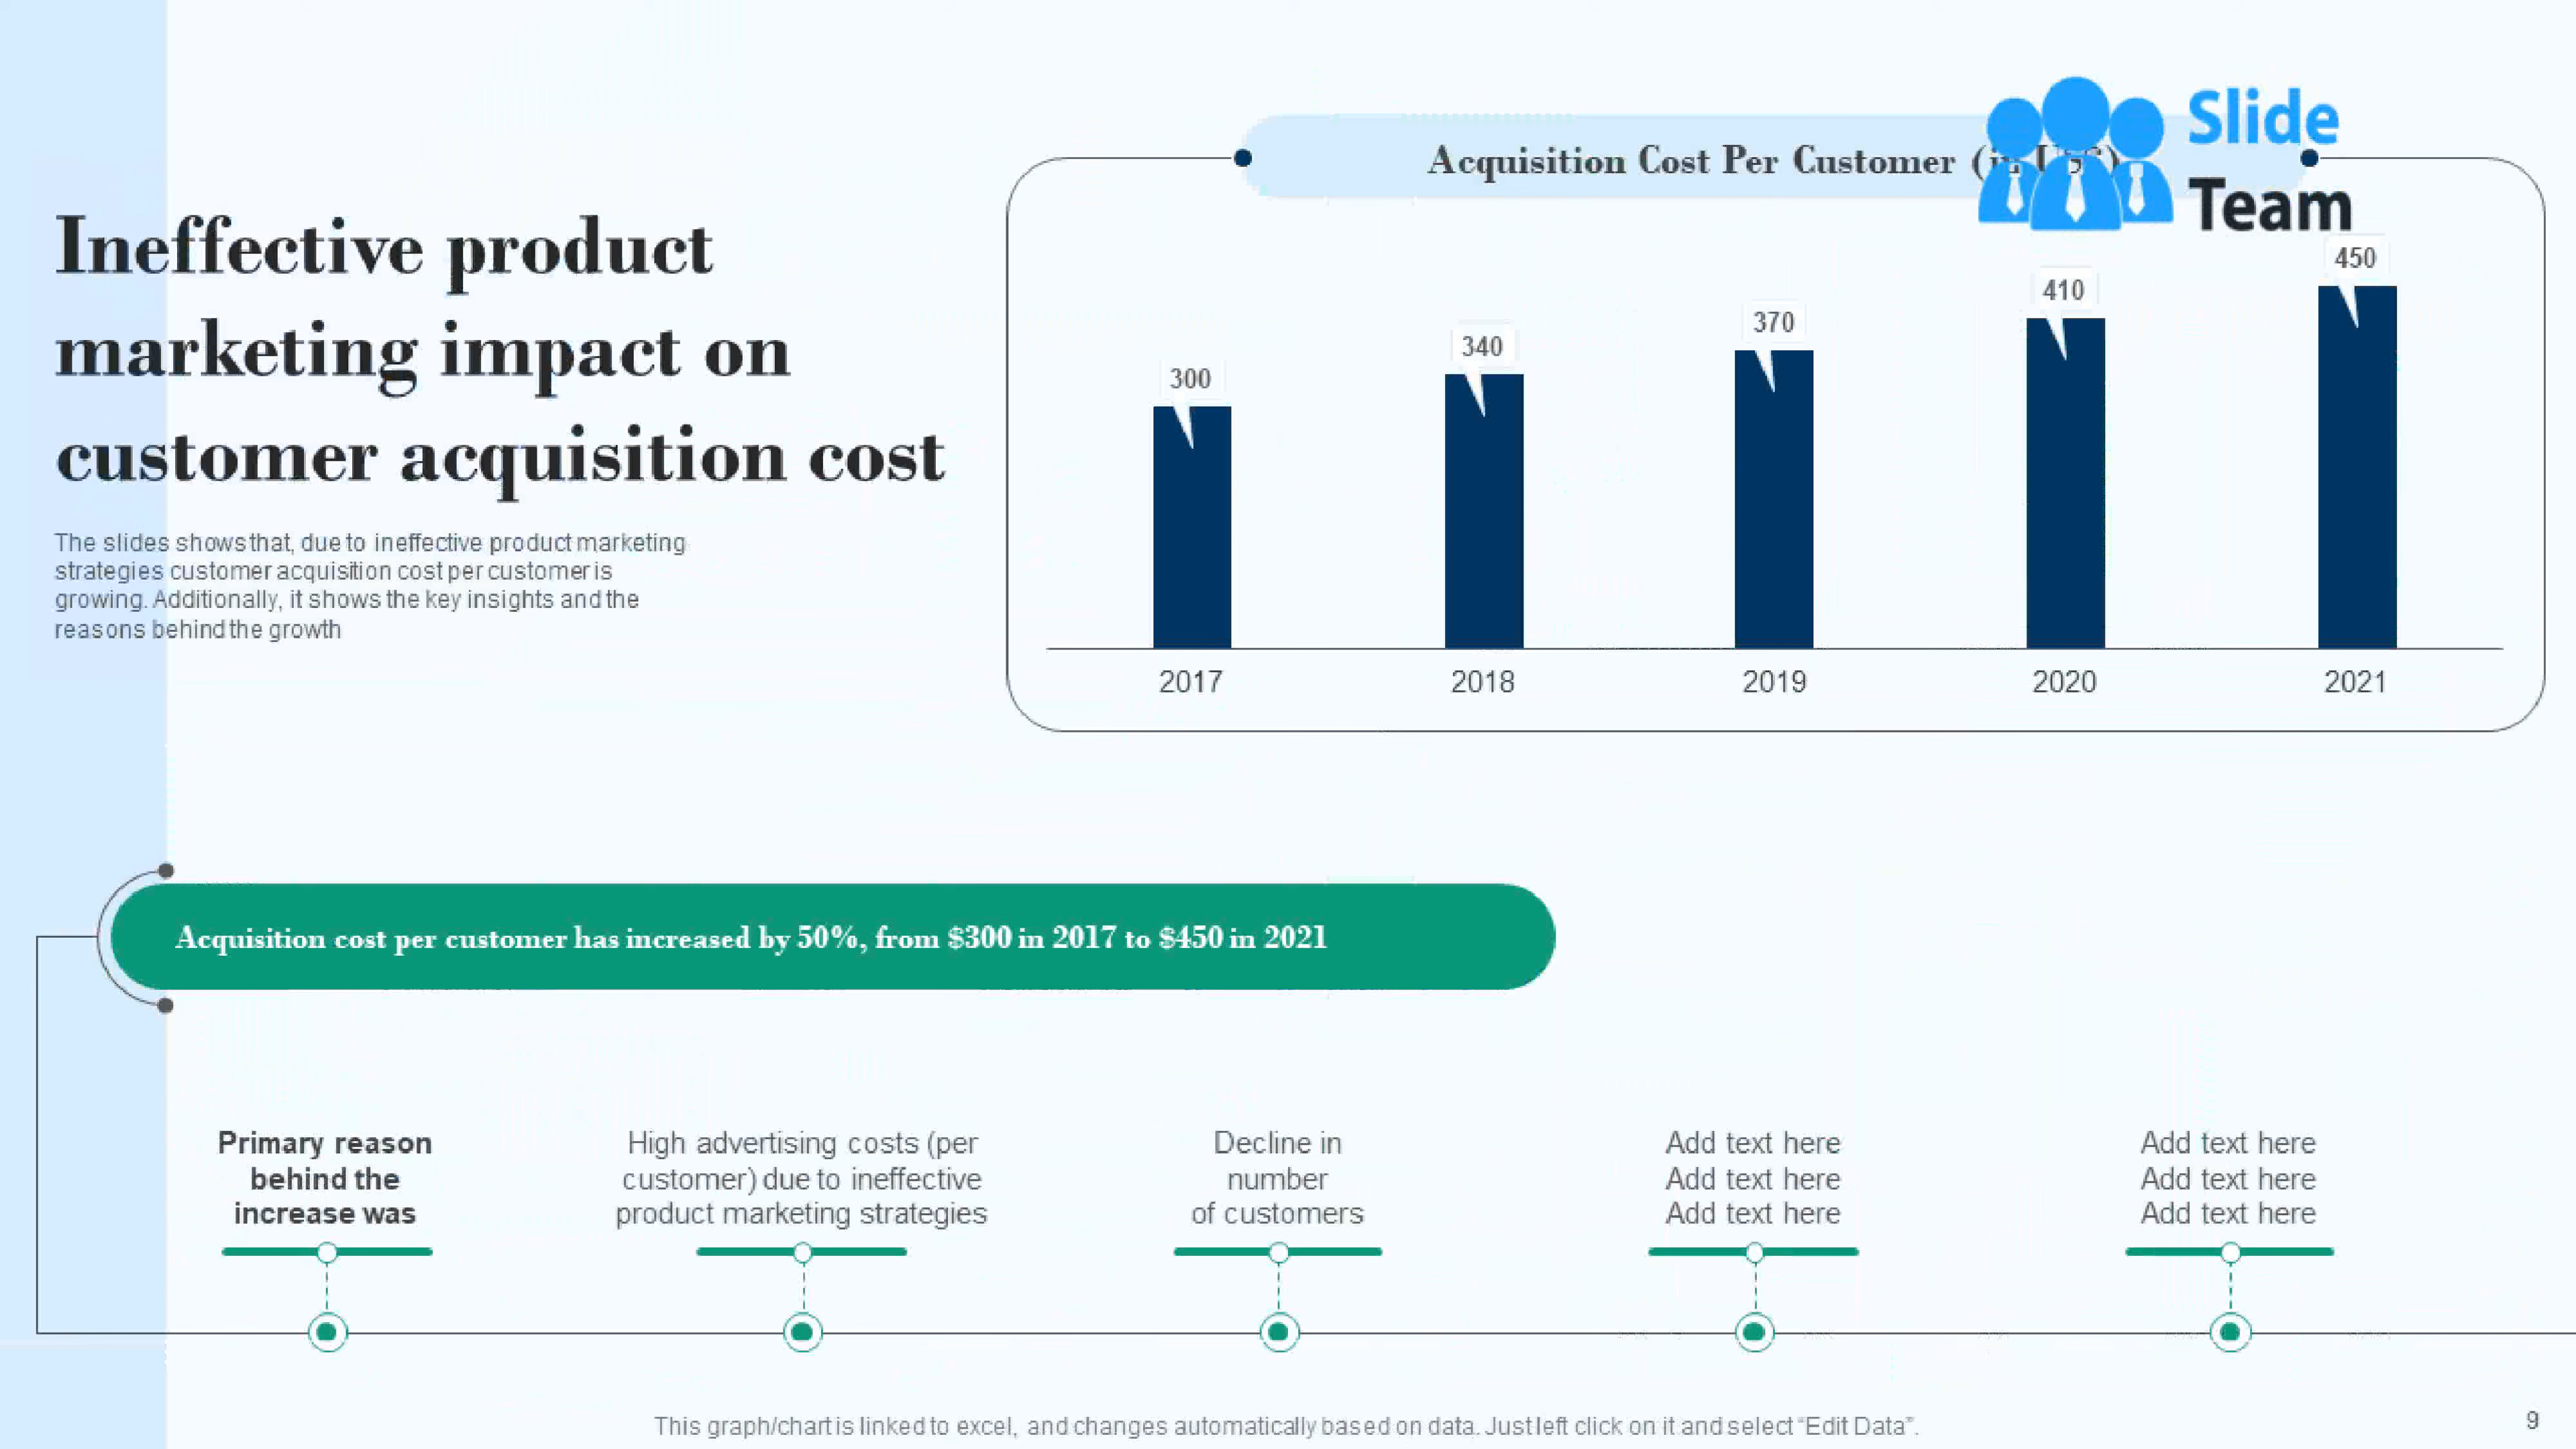 Ineffective product
marketing impact on
customer acquisition cost
The slides shows that, due to ineffective product marketing
strategies customer acquisition cost per customer is
growing. Additionally, it shows the key insights and the
reasons behind the growth
Acquisition Cost Per Customer
Slide
Team
300
340
370
410
450
2017
2018
2019
2020
2021
Acquisition cost per customer has increased by 50%, from $300 in 2017 to $450 in 2021
Primary reason
behind the
increase was
High advertising costs (per
customer) due to ineffective
product marketing strategies
Decline in
number
of customers
Add text here
Add text here
Add text here
Add text here
Add text here
Add text here
This graph/chart is linked to excel, and changes automatically based on data. Just left click on it and select “Edit Data”.
9